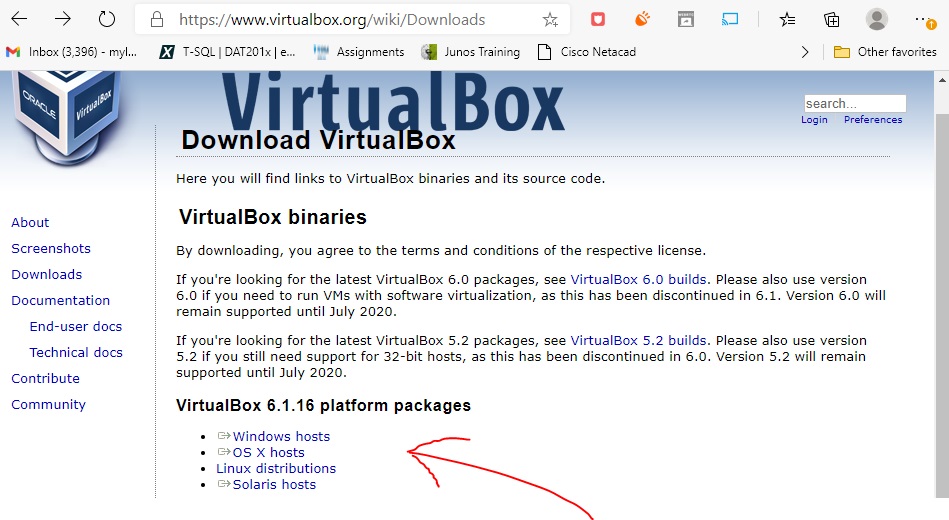 https://www.virtualbox.org/wiki/Downloads
Inbox (3,396) - myl...
T-SQL | DAT201x | e...
Assignments
Junos Training
Cisco Netacad
Other favorites
ORACLE
VirtualBox
VirtualBox
search...
Login Preferences
Download VirtualBox
Here you will find links to VirtualBox binaries and its source code.
About
Screenshots
Downloads
Documentation
End-user docs
Technical docs
Contribute
Community
VirtualBox binaries
By downloading, you agree to the terms and conditions of the respective license.
If you're looking for the latest VirtualBox 6.0 packages, see VirtualBox 6.0 builds. Please also use version
6.0 if you need to run VMs with software virtualization, as this has been discontinued in 6.1. Version 6.0 will
remain supported until July 2020.
If you're looking for the latest VirtualBox 5.2 packages, see VirtualBox 5.2 builds. Please also use version
5.2 if you still need support for 32-bit hosts, as this has been discontinued in 6.0. Version 5.2 will remain
supported until July 2020.
VirtualBox 6.1.16 platform packages
Windows hosts
OS X hosts
Linux distributions
Solaris hosts